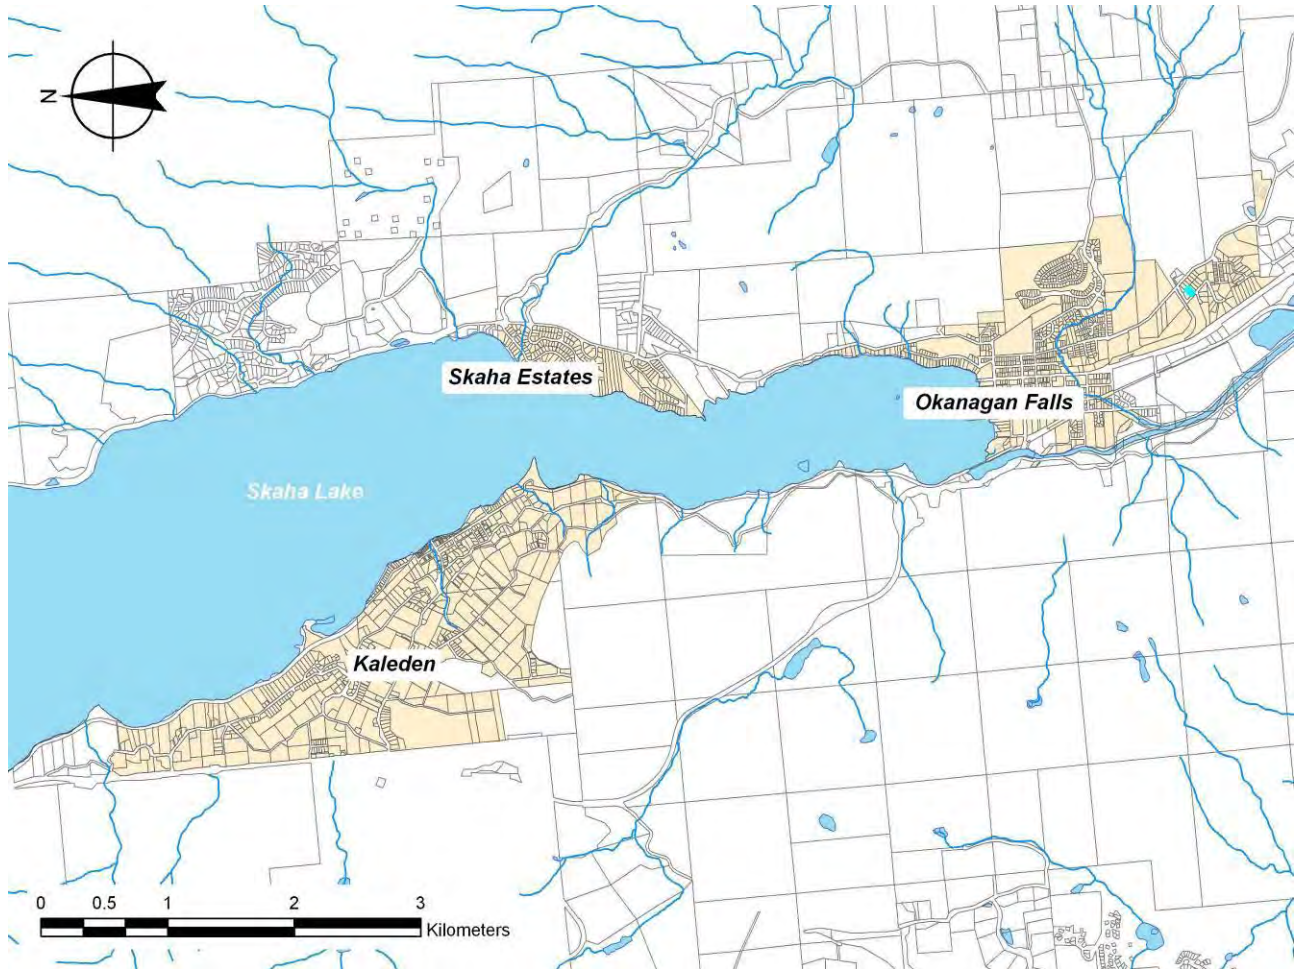 N
Skaha Estates
Okanagan Falls
Skaha Lake
Kaleden
0 0.5 1 2 3
Kilometers